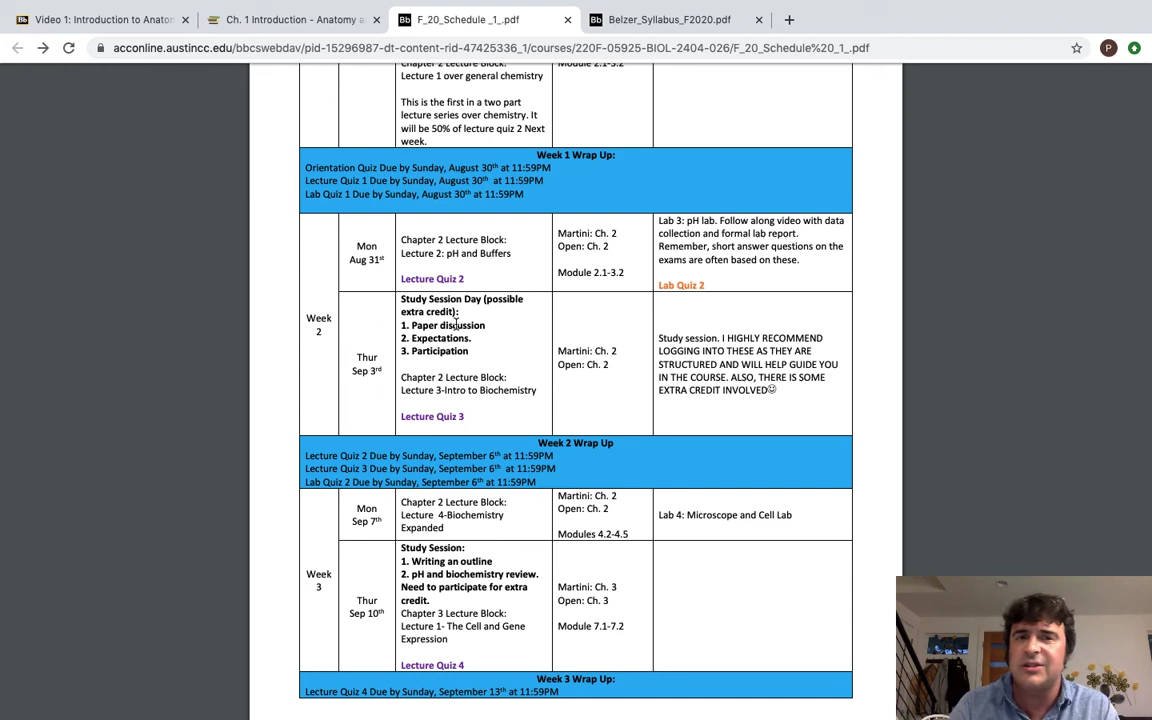 Video 1: Introduction to Anator
Ch. 1 Introduction - Anatomy a
F_20_Schedule _1_.pdf
Belzer_Syllabus_F2020.pdf
acconline.austincc.edu/bbcswebdav/pid-15296987-dt-content-rid-47425336_1/courses/220F-05925-BIOL-2404-026/F_20_Schedule%20_1_.pdf
P
Chapter 2 Lecture Block:
Lecture 1 over general chemistry
This is the first in a two part
lecture series over chemistry. It
will be 50% of lecture quiz 2 Next
week.
Module 2.1-3.2
Week 1 Wrap Up:
Orientation Quiz Due by Sunday, August 30th at 11:59PM
Lecture Quiz 1 Due by Sunday, August 30th at 11:59PM
Lab Quiz 1 Due by Sunday, August 30th at 11:59PM
Week
2
Mon
Aug 31st
Chapter 2 Lecture Block:
Lecture 2: pH and Buffers
Lecture Quiz 2
Martini: Ch. 2
Open: Ch. 2
Module 2.1-3.2
Lab 3: pH lab. Follow along video with data
collection and formal lab report.
Remember, short answer questions on the
exams are often based on these.
Lab Quiz 2
Thur
Sep 3rd
Study Session Day (possible
extra credit):
1. Paper discussion
2. Expectations.
3. Participation
Chapter 2 Lecture Block:
Lecture 3-Intro to Biochemistry
Lecture Quiz 3
Martini: Ch. 2
Open: Ch. 2
Study session. I HIGHLY RECOMMEND
LOGGING INTO THESE AS THEY ARE
STRUCTURED AND WILL HELP GUIDE YOU
IN THE COURSE. ALSO, THERE IS SOME
EXTRA CREDIT INVOLVED☺
Week 2 Wrap Up
Lecture Quiz 2 Due by Sunday, September 6th at 11:59PM
Lecture Quiz 3 Due by Sunday, September 6th at 11:59PM
Lab Quiz 2 Due by Sunday, September 6th at 11:59PM
Week
3
Mon
Sep 7th
Chapter 2 Lecture Block:
Lecture 4-Biochemistry
Expanded
Martini: Ch. 2
Open: Ch. 2
Modules 4.2-4.5
Lab 4: Microscope and Cell Lab
Thur
Sep 10th
Study Session:
1. Writing an outline
2. pH and biochemistry review.
Need to participate for extra
credit.
Chapter 3 Lecture Block:
Lecture 1- The Cell and Gene
Expression
Lecture Quiz 4
Martini: Ch. 3
Open: Ch. 3
Module 7.1-7.2
Week 3 Wrap Up:
Lecture Quiz 4 Due by Sunday, September 13th at 11:59PM